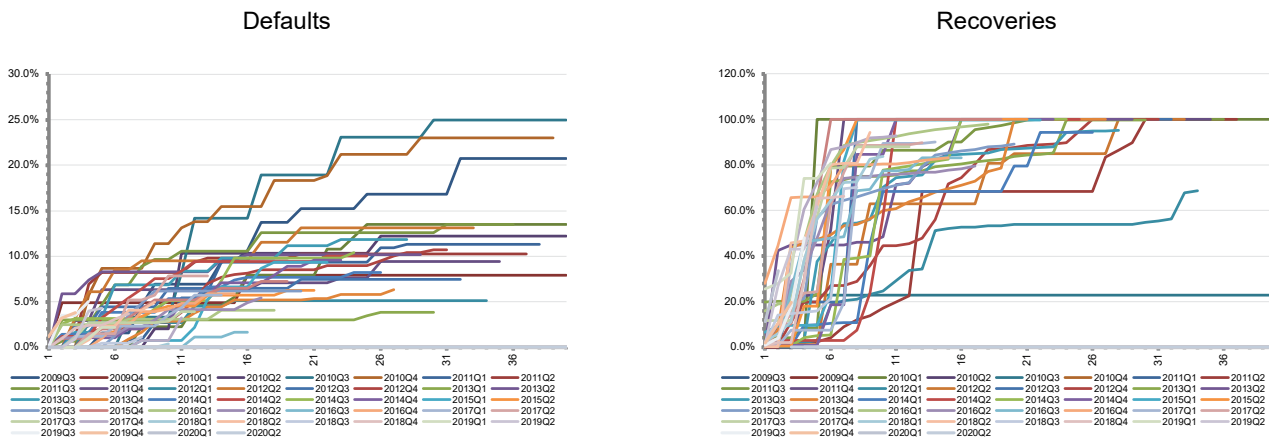 Defaults
30.0%
25.0%
20.0%
15.0%
10.0%
5.0%
0.0%
1 6 11 16 21 26 31 36
2009Q3 2009Q4 2010Q1 2010Q2 2010Q3 2010Q4 2011Q1 2011Q2
2011Q3 2011Q4 2012Q1 2012Q2 2012Q3 2012Q4 2013Q1 2013Q2
2013Q3 2013Q4 2014Q1 2014Q2 2014Q3 2014Q4 2015Q1 2015Q2
2015Q3 2015Q4 2016Q1 2016Q2 2016Q3 2016Q4 2017Q1 2017Q2
2017Q3 2017Q4 2018Q1 2018Q2 2018Q3 2018Q4 2019Q1 2019Q2
2019Q3 2019Q4 2020Q1 2020Q2
Recoveries
120.0%
100.0%
80.0%
60.0%
40.0%
20.0%
0.0%
1 6 11 16 21 26 31 36
2009Q3 2009Q4 2010Q1 2010Q2 2010Q3 2010Q4 2011Q1 2011Q2
2011Q3 2011Q4 2012Q1 2012Q2 2012Q3 2012Q4 2013Q1 2013Q2
2013Q3 2013Q4 2014Q1 2014Q2 2014Q3 2014Q4 2015Q1 2015Q2
2015Q3 2015Q4 2016Q1 2016Q2 2016Q3 2016Q4 2017Q1 2017Q2
2017Q3 2017Q4 2018Q1 2018Q2 2018Q3 2018Q4 2019Q1 2019Q2
2019Q3 2019Q4 2020Q1 2020Q2